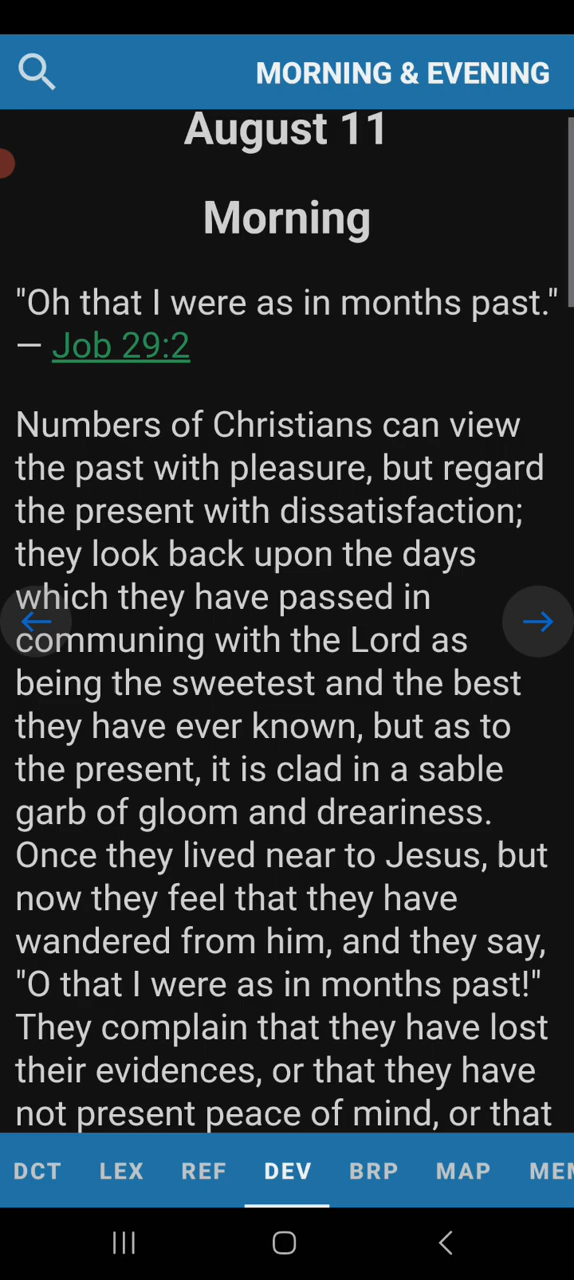 MORNING & EVENING
August 11
Morning
"Oh that I were as in months past."
— Job 29:2
Numbers of Christians can view
the past with pleasure, but regard
the present with dissatisfaction;
they look back upon the days
which they have passed in
communing with the Lord as
being the sweetest and the best
they have ever known, but as to
the present, it is clad in a sable
garb of gloom and dreariness.
Once they lived near to Jesus, but
now they feel that they have
wandered from him, and they say,
"O that I were as in months past!"
They complain that they have lost
their evidences, or that they have
not present peace of mind, or that
DCT LEX REF DEV BRP MAP MEM